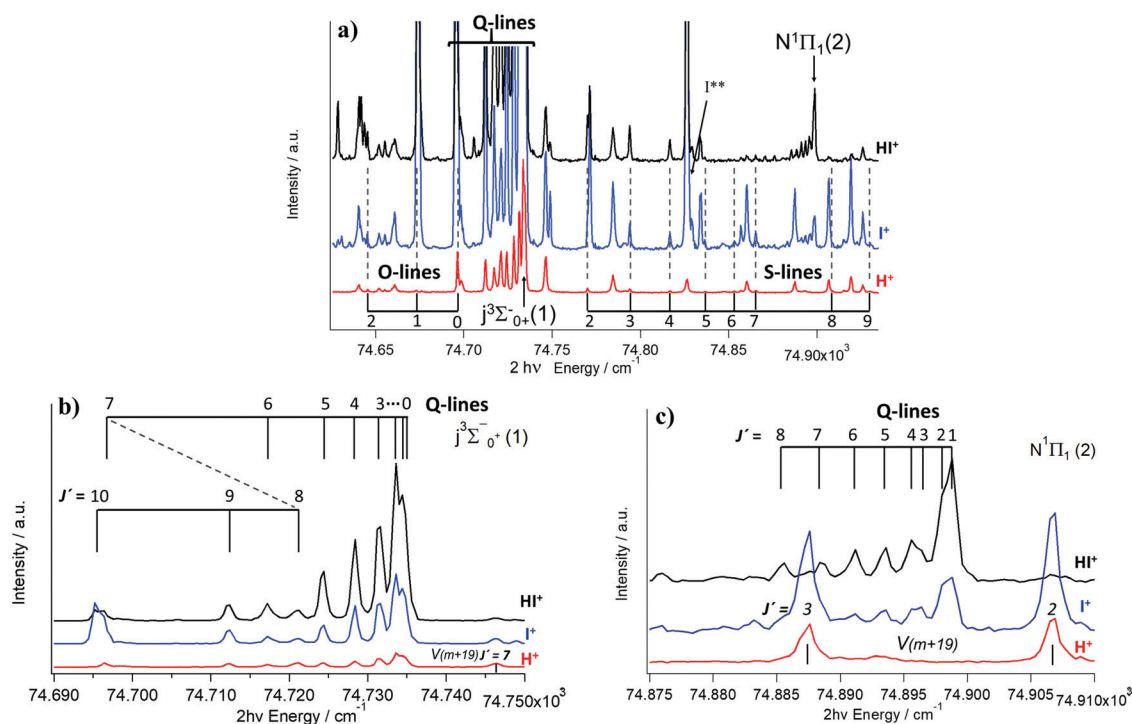 a)
Q-lines
N¹Π₁(2)
I**
HI⁺
I⁺
O-lines
S-lines
H⁺
2 1 0 j³Σ⁻₀₊(1) 2 3 4 5 6 7 8 9
Intensity / a.u.
74.65 74.70 74.75 74.80 74.85 74.90x10³
2 hν Energy / cm⁻¹
b)
7 6 5 4 3 ··· 0 Q-lines
j³Σ⁻₀⁺ (1)
J´= 10 9 8
HI⁺
I⁺
V(m+19) J´= 7 H⁺
Intensity / a.u.
74.690 74.700 74.710 74.720 74.730 74.740 74.750 x10³
2hν Energy / cm⁻¹
c)
Q-lines
J´ = 8 7 6 5 4 3 2 1
N¹Π₁ (2)
HI⁺
I⁺
J´ = 3 2
V(m+19)
H⁺
Intensity / a.u.
74.875 74.880 74.885 74.890 74.895 74.900 74.905 74.910 x10³
2hν Energy / cm⁻¹